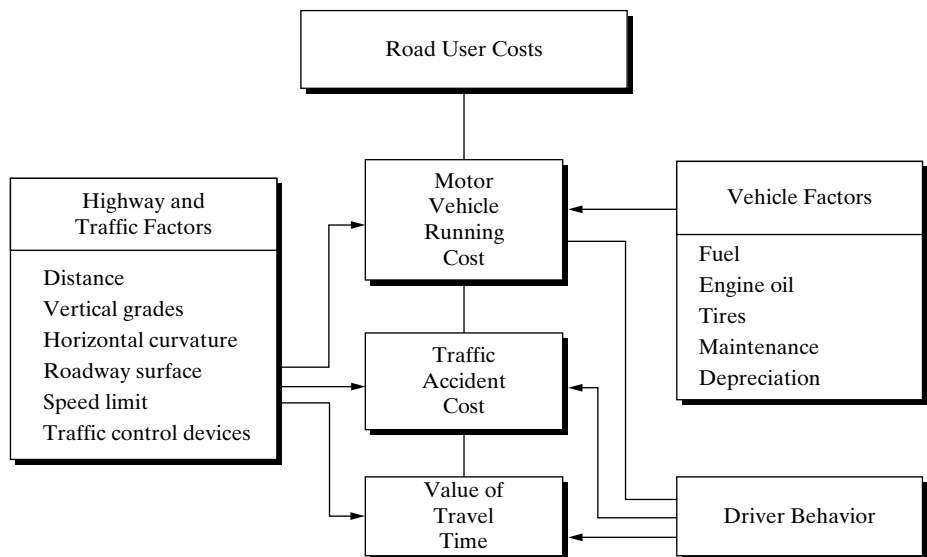 Road User Costs
Highway and
Traffic Factors
Distance
Vertical grades
Horizontal curvature
Roadway surface
Speed limit
Traffic control devices
Motor
Vehicle
Running
Cost
Traffic
Accident
Cost
Value of
Travel
Time
Vehicle Factors
Fuel
Engine oil
Tires
Maintenance
Depreciation
Driver Behavior